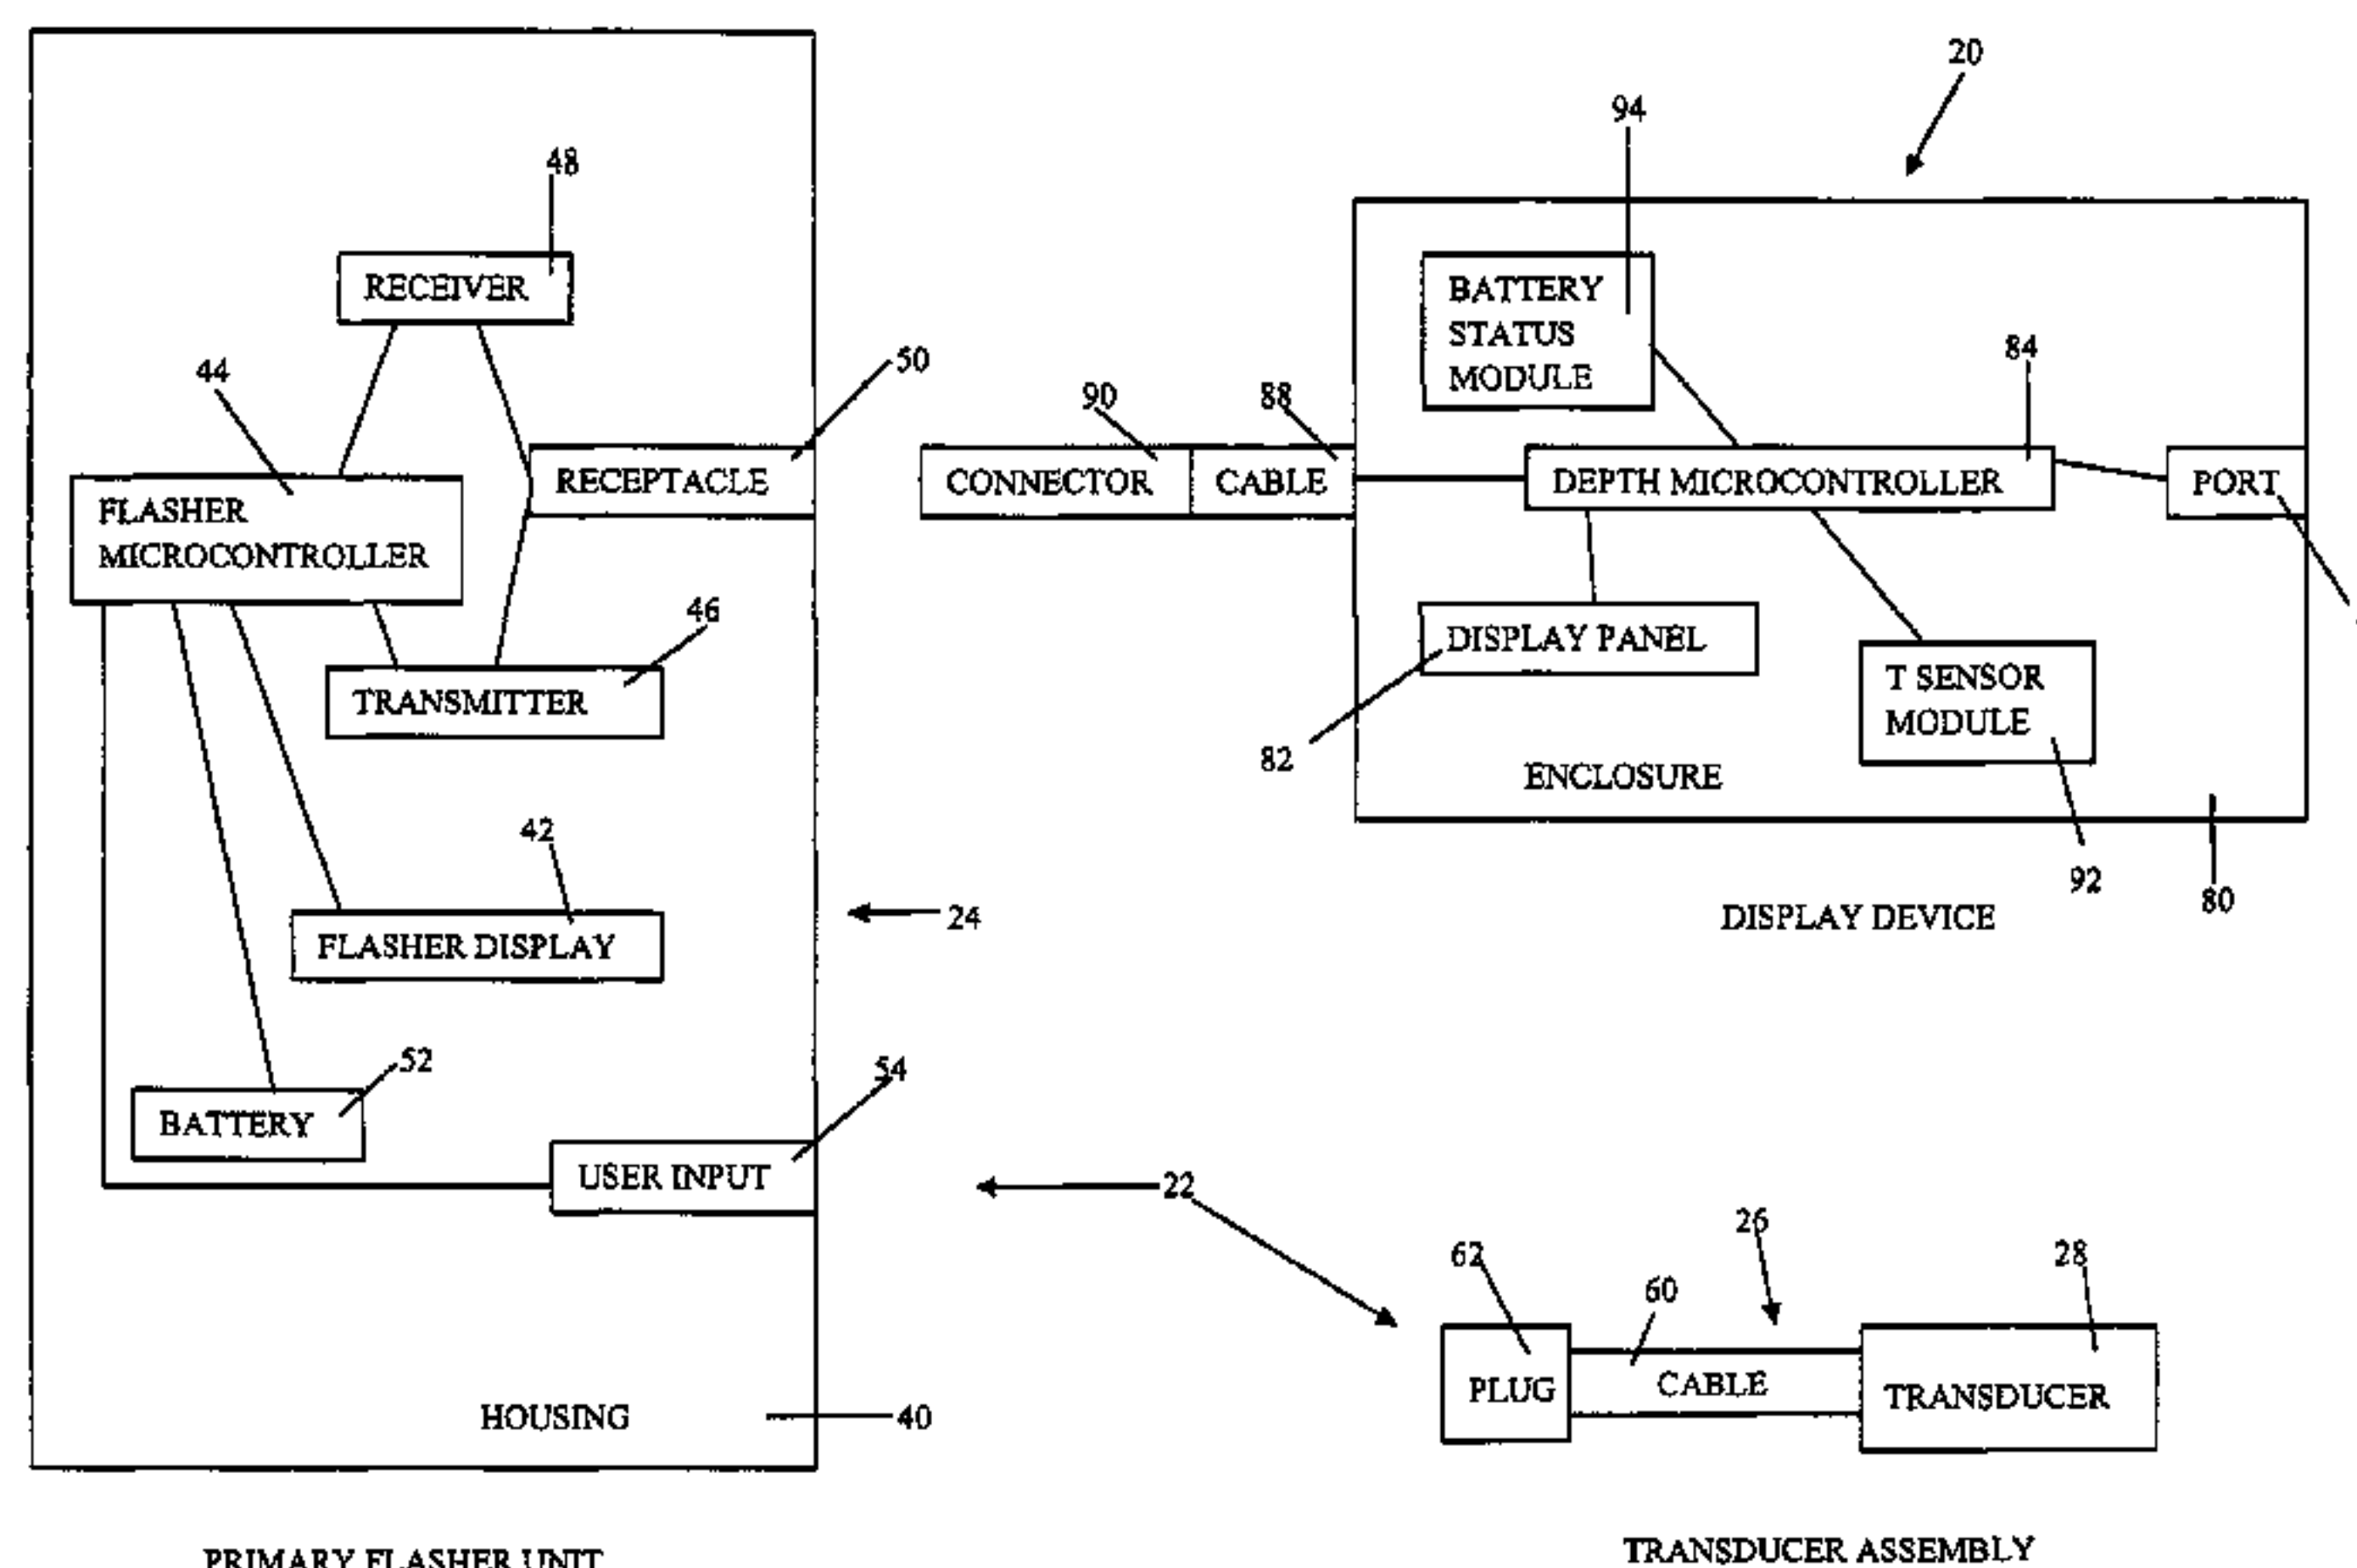 20
94
48
RECEIVER
BATTERY
STATUS
MODULE
44
50
90
88
84
FLASHER
MICROCONTROLLER
RECEPTACLE
CONNECTOR
CABLE
DEPTH MICROCONTROLLER
PORT
46
TRANSMITTER
DISPLAY PANEL
T SENSOR
MODULE
82
ENCLOSURE
42
92
80
FLASHER DISPLAY
24
DISPLAY DEVICE
52
54
BATTERY
USER INPUT
22
62
60
26
28
PLUG
CABLE
TRANSDUCER
HOUSING
40
PRIMARY FLASHER UNIT
TRANSDUCER ASSEMBLY